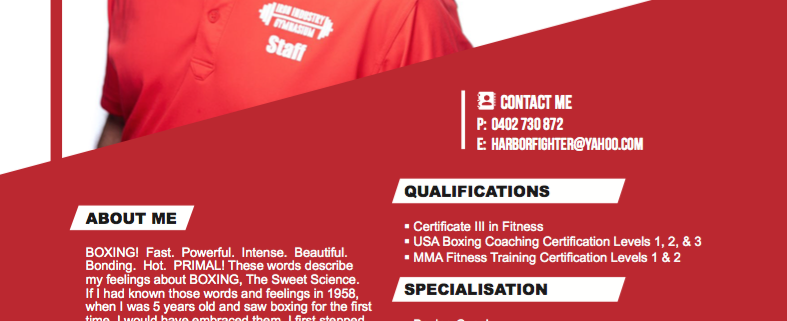 IRON INDUSTRY
GYMNASIUM
Staff
CONTACT ME
P: 0402 730 872
E: HARBORFIGHTER@YAHOO.COM
ABOUT ME
BOXING! Fast. Powerful. Intense. Beautiful.
Bonding. Hot. PRIMAL! These words describe
my feelings about BOXING, The Sweet Science.
If I had known those words and feelings in 1958,
when I was 5 years old and saw boxing for the first
time, I would have embraced them. I first stepped
QUALIFICATIONS
▪ Certificate III in Fitness
▪ USA Boxing Coaching Certification Levels 1, 2, & 3
▪ MMA Fitness Training Certification Levels 1 & 2
SPECIALISATION